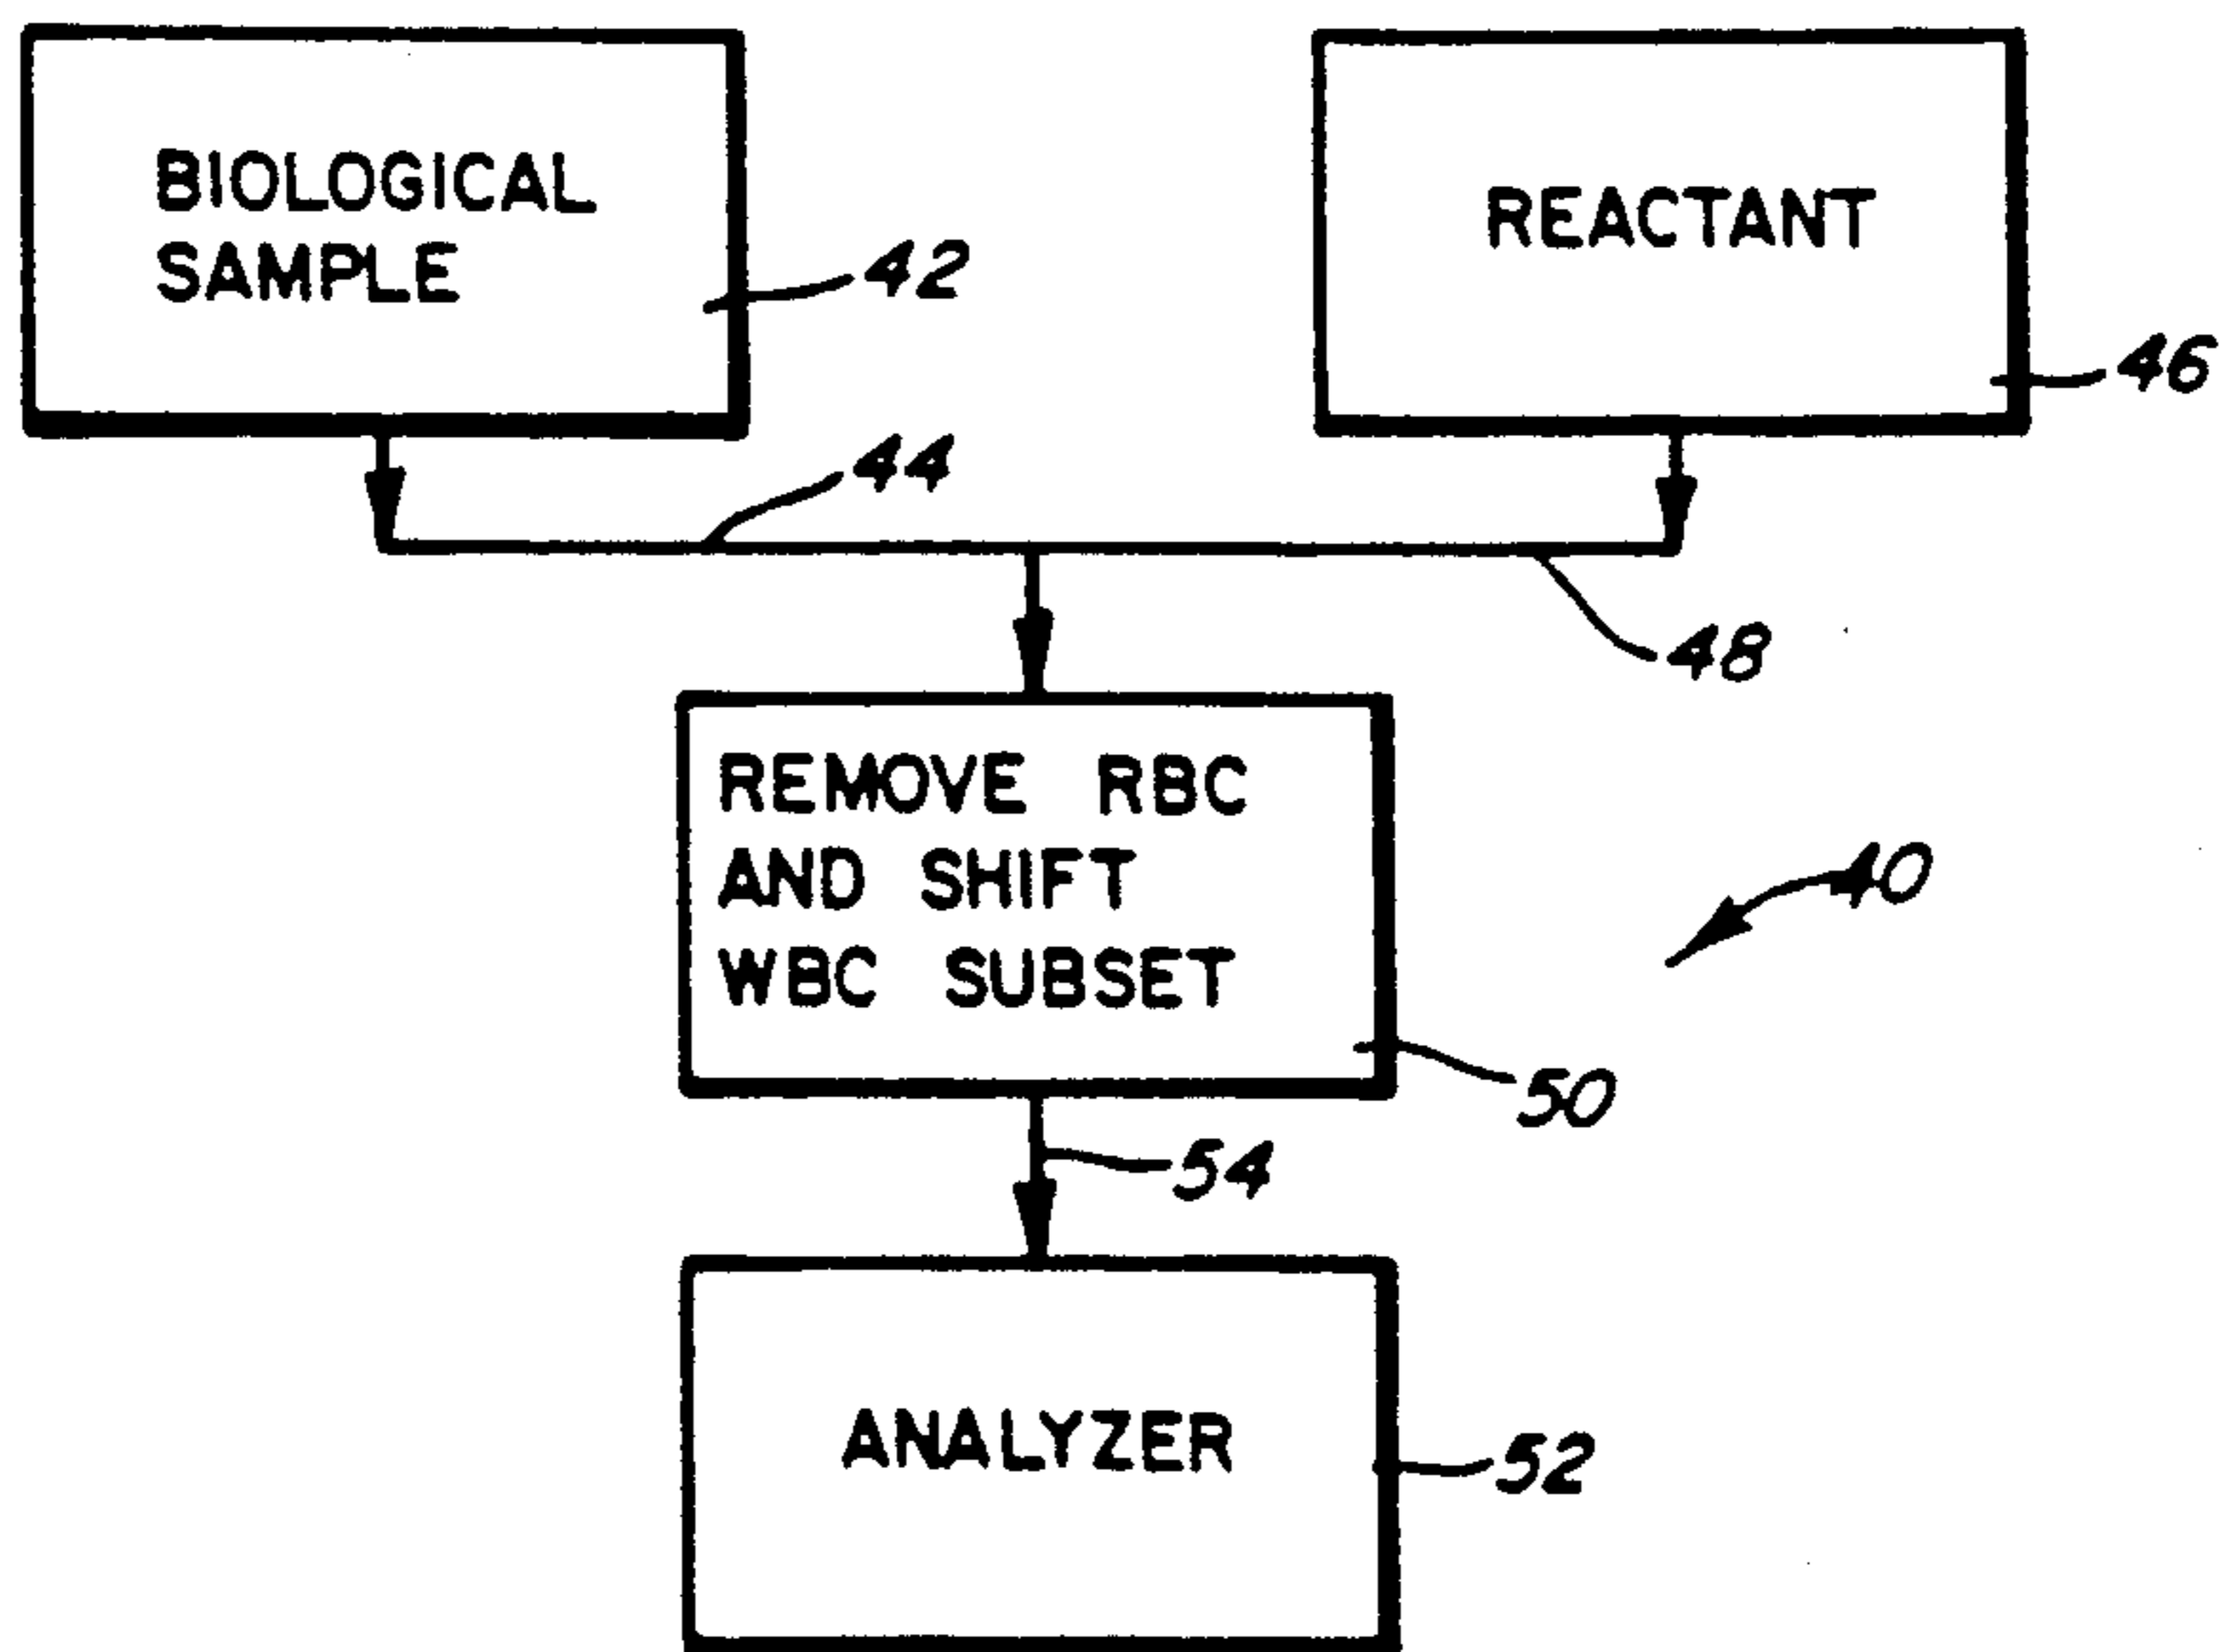 BIOLOGICAL
SAMPLE
42
REACTANT
46
44
48
REMOVE RBC
AND SHIFT
WBC SUBSET
40
50
54
ANALYZER
52